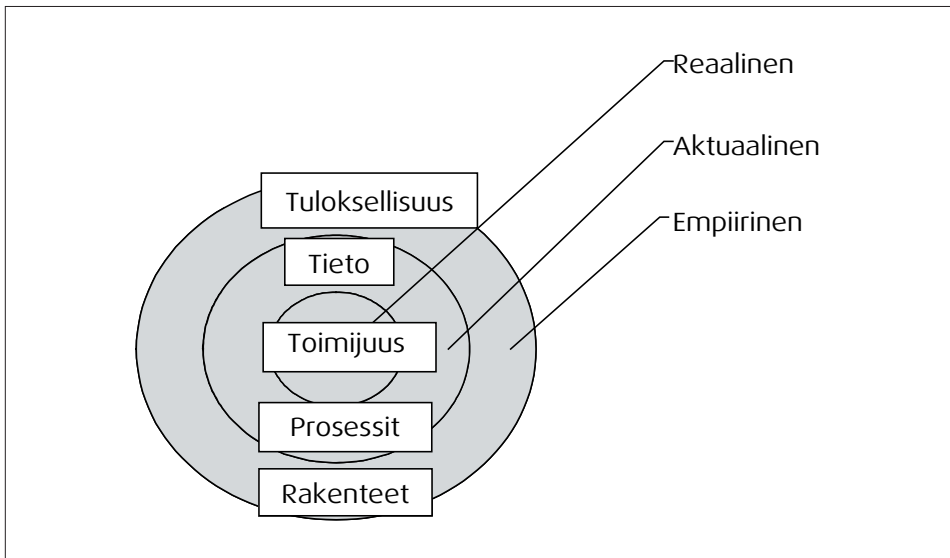 Reaalinen
Aktuaalinen
Empiirinen
Tuloksellisuus
Tieto
Toimijuus
Prosessit
Rakenteet